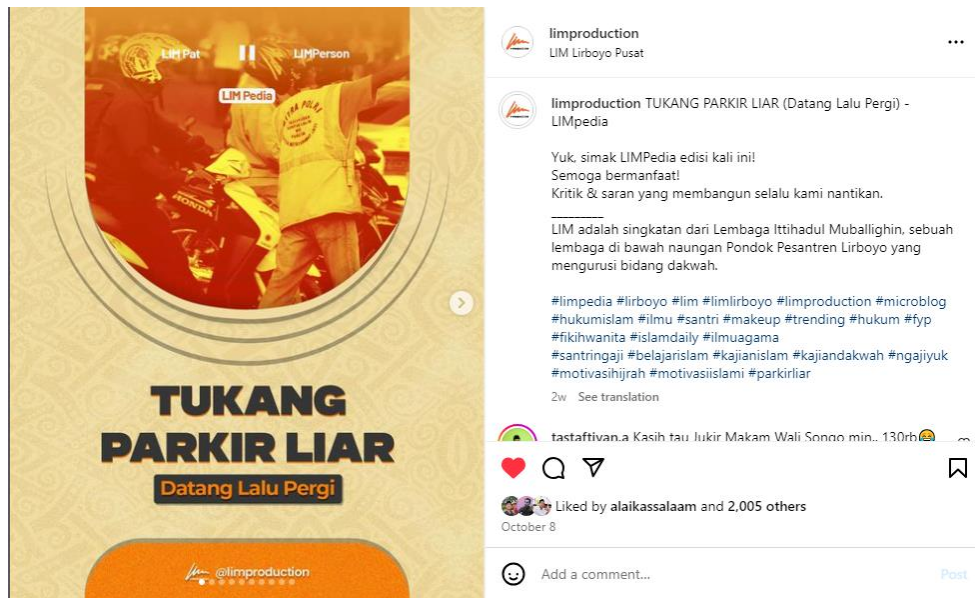 LIM Pat
LIMPerson
LIM Pedia
HONDA
TUKANG
PARKIR LIAR
Datang Lalu Pergi
@limproduction
limproduction
LIM Lirboyo Pusat
limproduction TUKANG PARKIR LIAR (Datang Lalu Pergi) -
LIMpedia
Yuk, simak LIMPedia edisi kali ini!
Semoga bermanfaat!
Kritik & saran yang membangun selalu kami nantikan.
_________
LIM adalah singkatan dari Lembaga Ittihadul Muballighin, sebuah
lembaga di bawah naungan Pondok Pesantren Lirboyo yang
mengurusi bidang dakwah.
#limpedia #lirboyo #lim #limlirboyo #limproduction #microblog
#hukumislam #ilmu #santri #makeup #trending #hukum #fyp
#fikihwanita #islamdaily #ilmuagama
#santringaji #belajarislam #kajianislam #kajiandakwah #ngajiyuk
#motivasihijrah #motivasiislami #parkirliar
2w See translation
tastaftiyan.a Kasih tau Jukir Makam Wali Songo min.. 130rb😂
Liked by alaikassalaam and 2,005 others
October 8
Add a comment...
Post